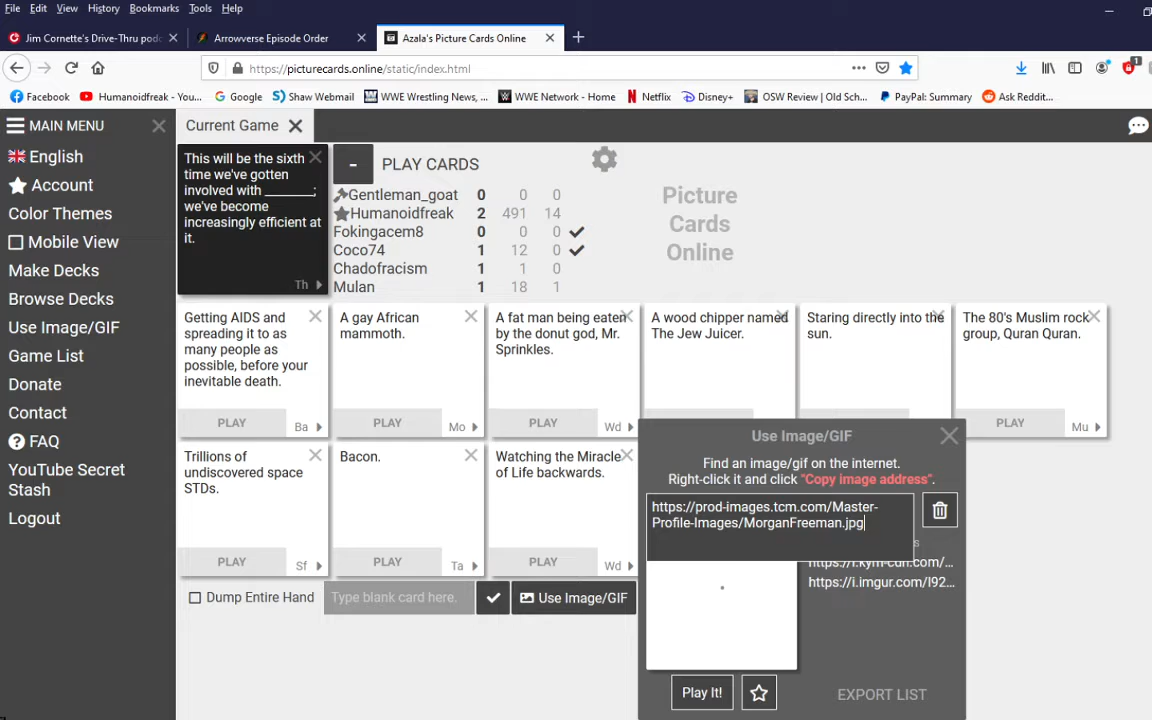 File Edit View History Bookmarks Tools Help
Jim Cornette's Drive-Thru pod
Arrowverse Episode Order
Azala's Picture Cards Online
https://picturecards.online/static/index.html
Facebook
Humanoidfreak - You...
Google
Shaw Webmail
WWE Wrestling News, ...
WWE Network - Home
Netflix
Disney+
OSW Review | Old Sch...
PayPal: Summary
Ask Reddit...
1
MAIN MENU
English
Account
Color Themes
Mobile View
Make Decks
Browse Decks
Use Image/GIF
Game List
Donate
Contact
FAQ
YouTube Secret
Stash
Logout
Current Game
This will be the sixth
time we've gotten
involved with ______;
we've become
increasingly efficient at
it.
Th
- PLAY CARDS
Gentleman_goat 0 0 0
Humanoidfreak 2 491 14
Fokingacem8 0 0 0
Coco74 1 12 0
Chadofracism 1 1 0
Mulan 1 18 1
Picture
Cards
Online
Getting AIDS and
spreading it to as
many people as
possible, before your
inevitable death.
PLAY Ba
A gay African
mammoth.
PLAY Mo
A fat man being eaten
by the donut god, Mr.
Sprinkles.
PLAY Wd
A wood chipper named
The Jew Juicer.
Staring directly into the
sun.
The 80's Muslim rock
group, Quran Quran.
PLAY Mu
Trillions of
undiscovered space
STDs.
PLAY Sf
Bacon.
PLAY Ta
Watching the Miracle
of Life backwards.
PLAY Wd
Dump Entire Hand
Type blank card here.
Use Image/GIF
Use Image/GIF
Find an image/gif on the internet.
Right-click it and click "Copy image address".
https://prod-images.tcm.com/Master-
Profile-Images/MorganFreeman.jpg
s
https://i.kym-cdn.com/...
https://i.imgur.com/I92...
Play It!
EXPORT LIST